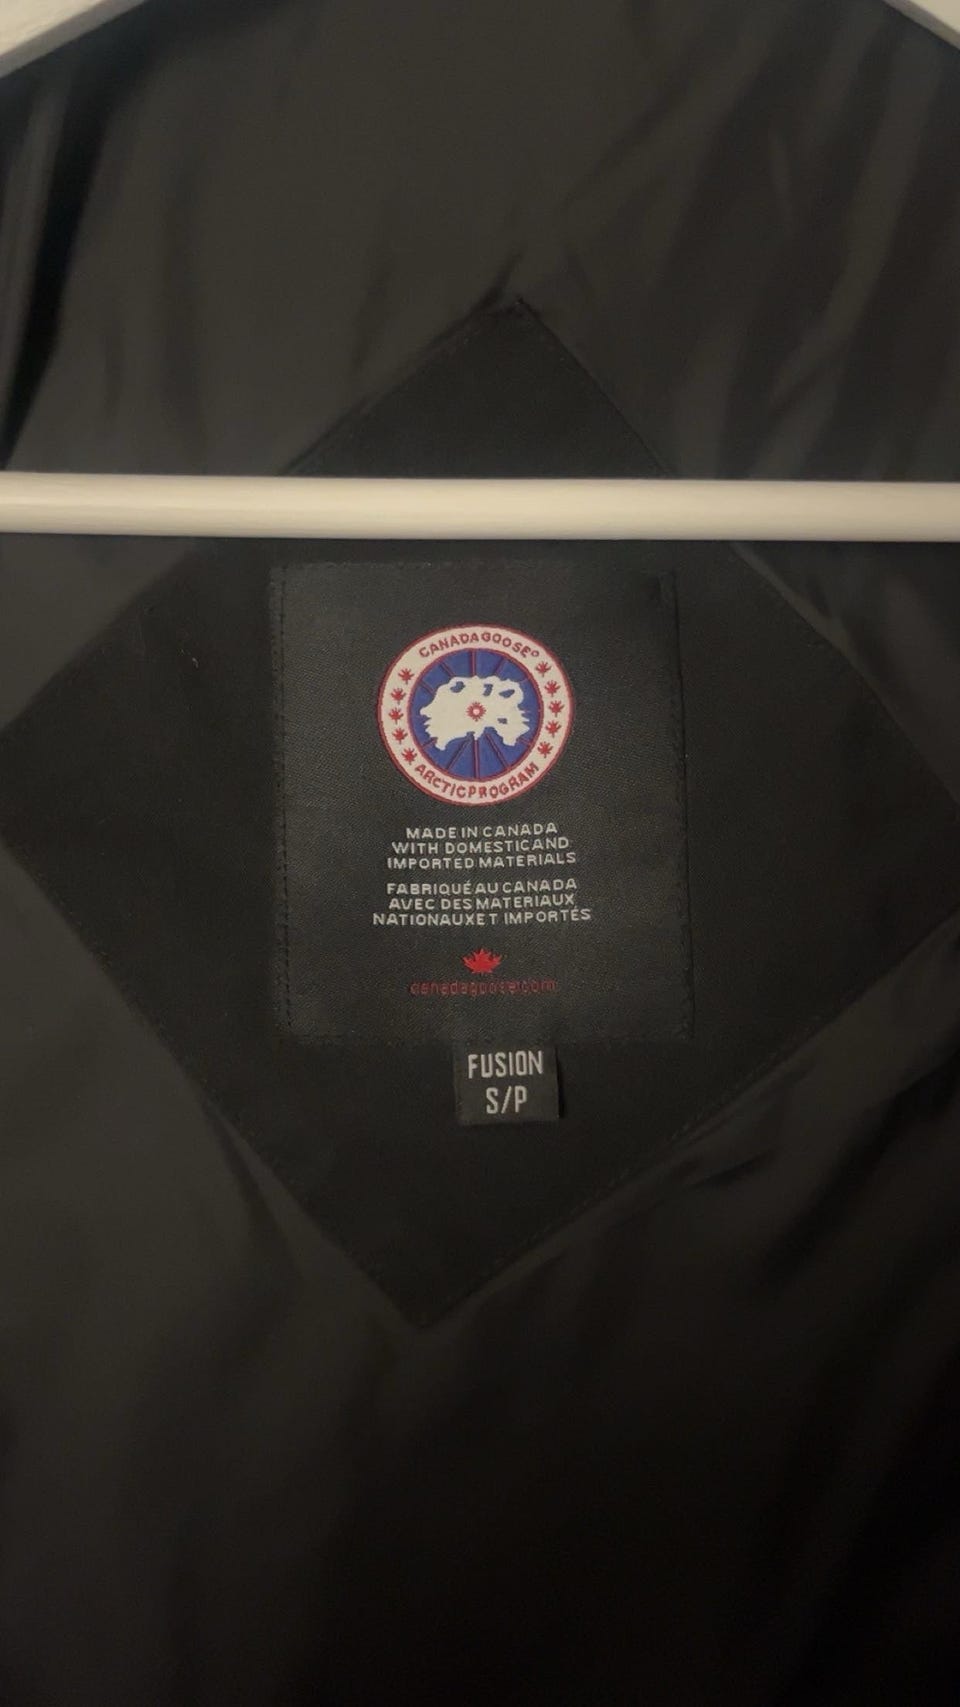 CANADA GOOSE®
ARCTIC PROGRAM
MADE IN CANADA
WITH DOMESTIC AND
IMPORTED MATERIALS
FABRIQUÉ AU CANADA
AVEC DES MATERIAUX
NATIONAUX ET IMPORTÉS
canadagoose.com
FUSION
S/P